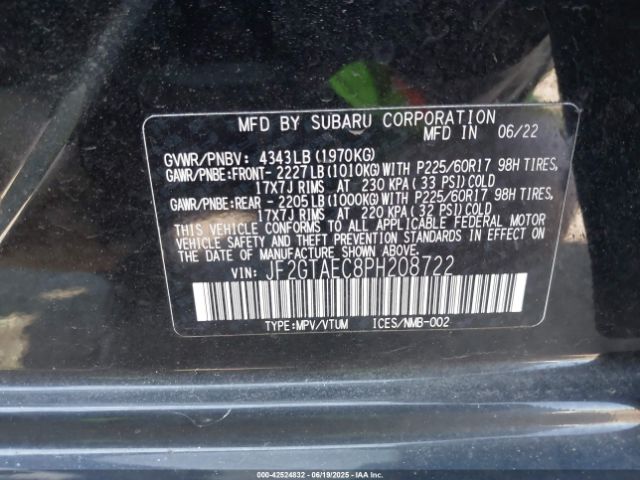 MFD BY SUBARU CORPORATION
MFD IN 06/22
GVWR/PNBV: 4343LB(1970KG)
GAWR/PNBE:FRONT- 2227LB(1010KG)WITH P225/60R17 98H TIRES,
17X7J RIMS AT 230 KPA(33 PSI)COLD
GAWR/PNBE:REAR - 2205LB(1000KG)WITH P225/60R17 98H TIRES,
17X7J RIMS AT 220 KPA(32 PSI)COLD
THIS VEHICLE CONFORMS TO ALL APPLICABLE FEDERAL MOTOR
VEHICLE SAFETY AND THEFT PREVENTION STANDARDS IN EFFECT ON
THE DATE OF MANUFACTURE SHOWN ABOVE.
VIN: JF2GTAEC8PH208722
TYPE:MPV/VTUM ICES/NMB-002
000-42524832 - 06/19/2025 - IAA Inc.